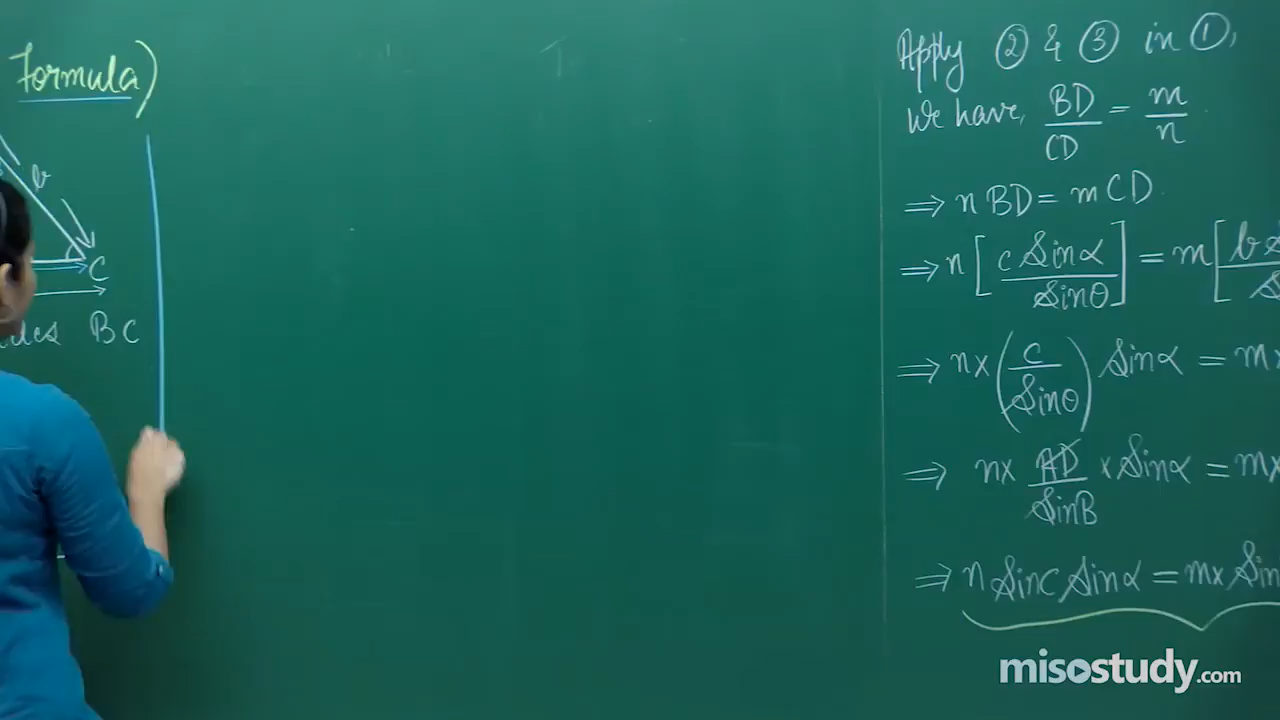 Formula)
b
C
BC
Apply ② & ③ in ①,
We have, BD/CD = m/n
⇒ n BD = m CD
⇒ n [c Sinα / Sinθ] = m [b
⇒ n × (c / Sinθ) Sinα = m ×
⇒ n × AD / SinB × Sinα = m ×
⇒ n SinC Sinα = m × Sin
misostudy.com